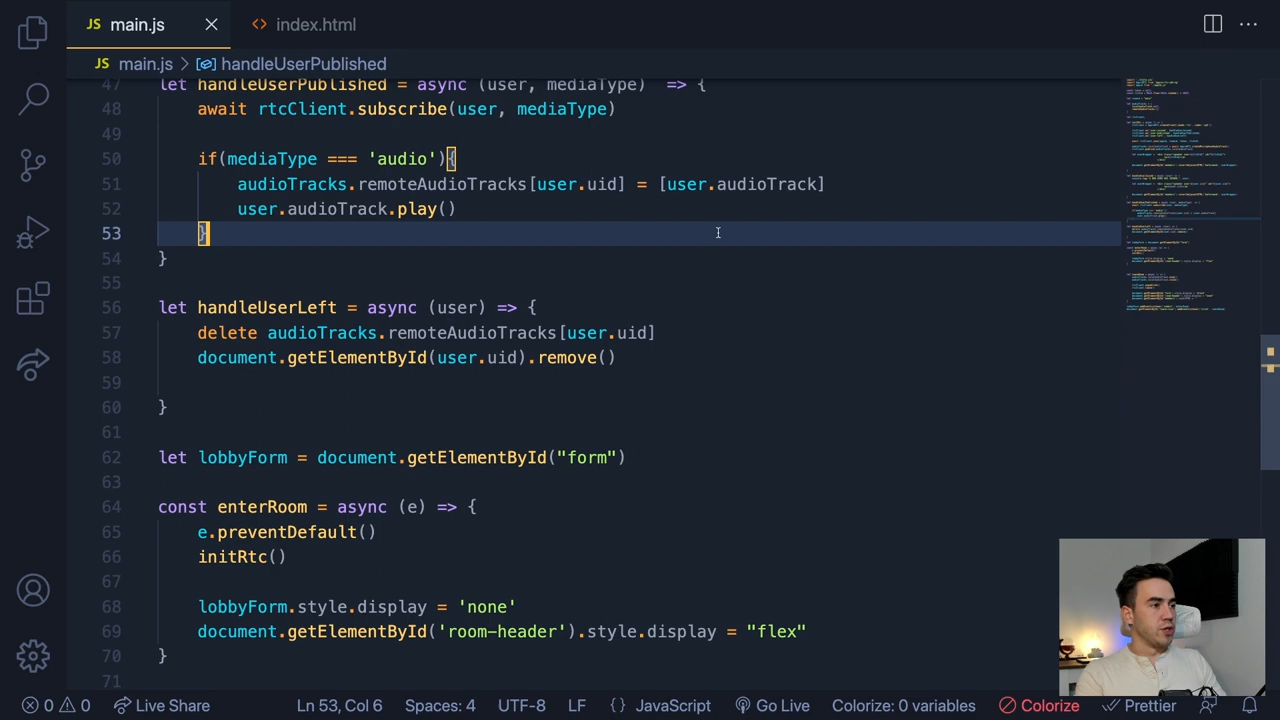 JS main.js
<> index.html
JS main.js > handleUserPublished
47 let handleUserPublished = async (user, mediaType)  => {
48 await rtcClient.subscribe(user, mediaType)
49
50 if(mediaType === 'audio'){
51 audioTracks.remoteAudioTracks[user.uid] = [user.audioTrack]
52 user.audioTrack.play()
53 }
54 }
55
56 let handleUserLeft = async (user) => {
57 delete audioTracks.remoteAudioTracks[user.uid]
58 document.getElementById(user.uid).remove()
59
60 }
61
62 let lobbyForm = document.getElementById("form")
63
64 const enterRoom = async (e) => {
65 e.preventDefault()
66 initRtc()
67
68 lobbyForm.style.display = 'none'
69 document.getElementById('room-header').style.display = "flex"
70 }
71
0 0 Live Share Ln 53, Col 6 Spaces: 4 UTF-8 LF {} JavaScript Go Live Colorize: 0 variables Colorize Prettier